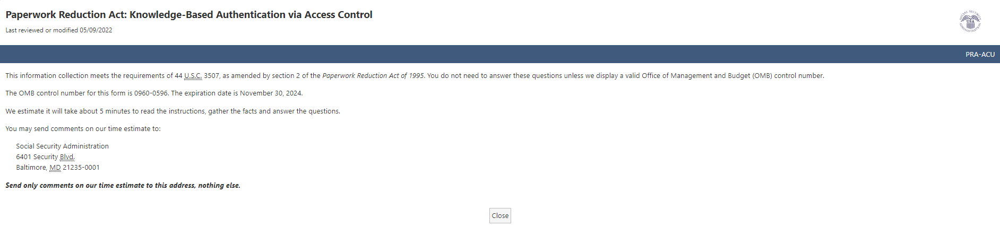 Paperwork Reduction Act: Knowledge-Based Authentication via Access Control
Last reviewed or modified 05/09/2022
SOCIAL SECURITY ADMINISTRATION
USA
PRA-ACU
This information collection meets the requirements of 44 U.S.C. 3507, as amended by section 2 of the Paperwork Reduction Act of 1995. You do not need to answer these questions unless we display a valid Office of Management and Budget (OMB) control number.
The OMB control number for this form is 0960-0596. The expiration date is November 30, 2024.
We estimate it will take about 5 minutes to read the instructions, gather the facts and answer the questions.
You may send comments on our time estimate to:
Social Security Administration
6401 Security Blvd.
Baltimore, MD 21235-0001
Send only comments on our time estimate to this address, nothing else.
Close